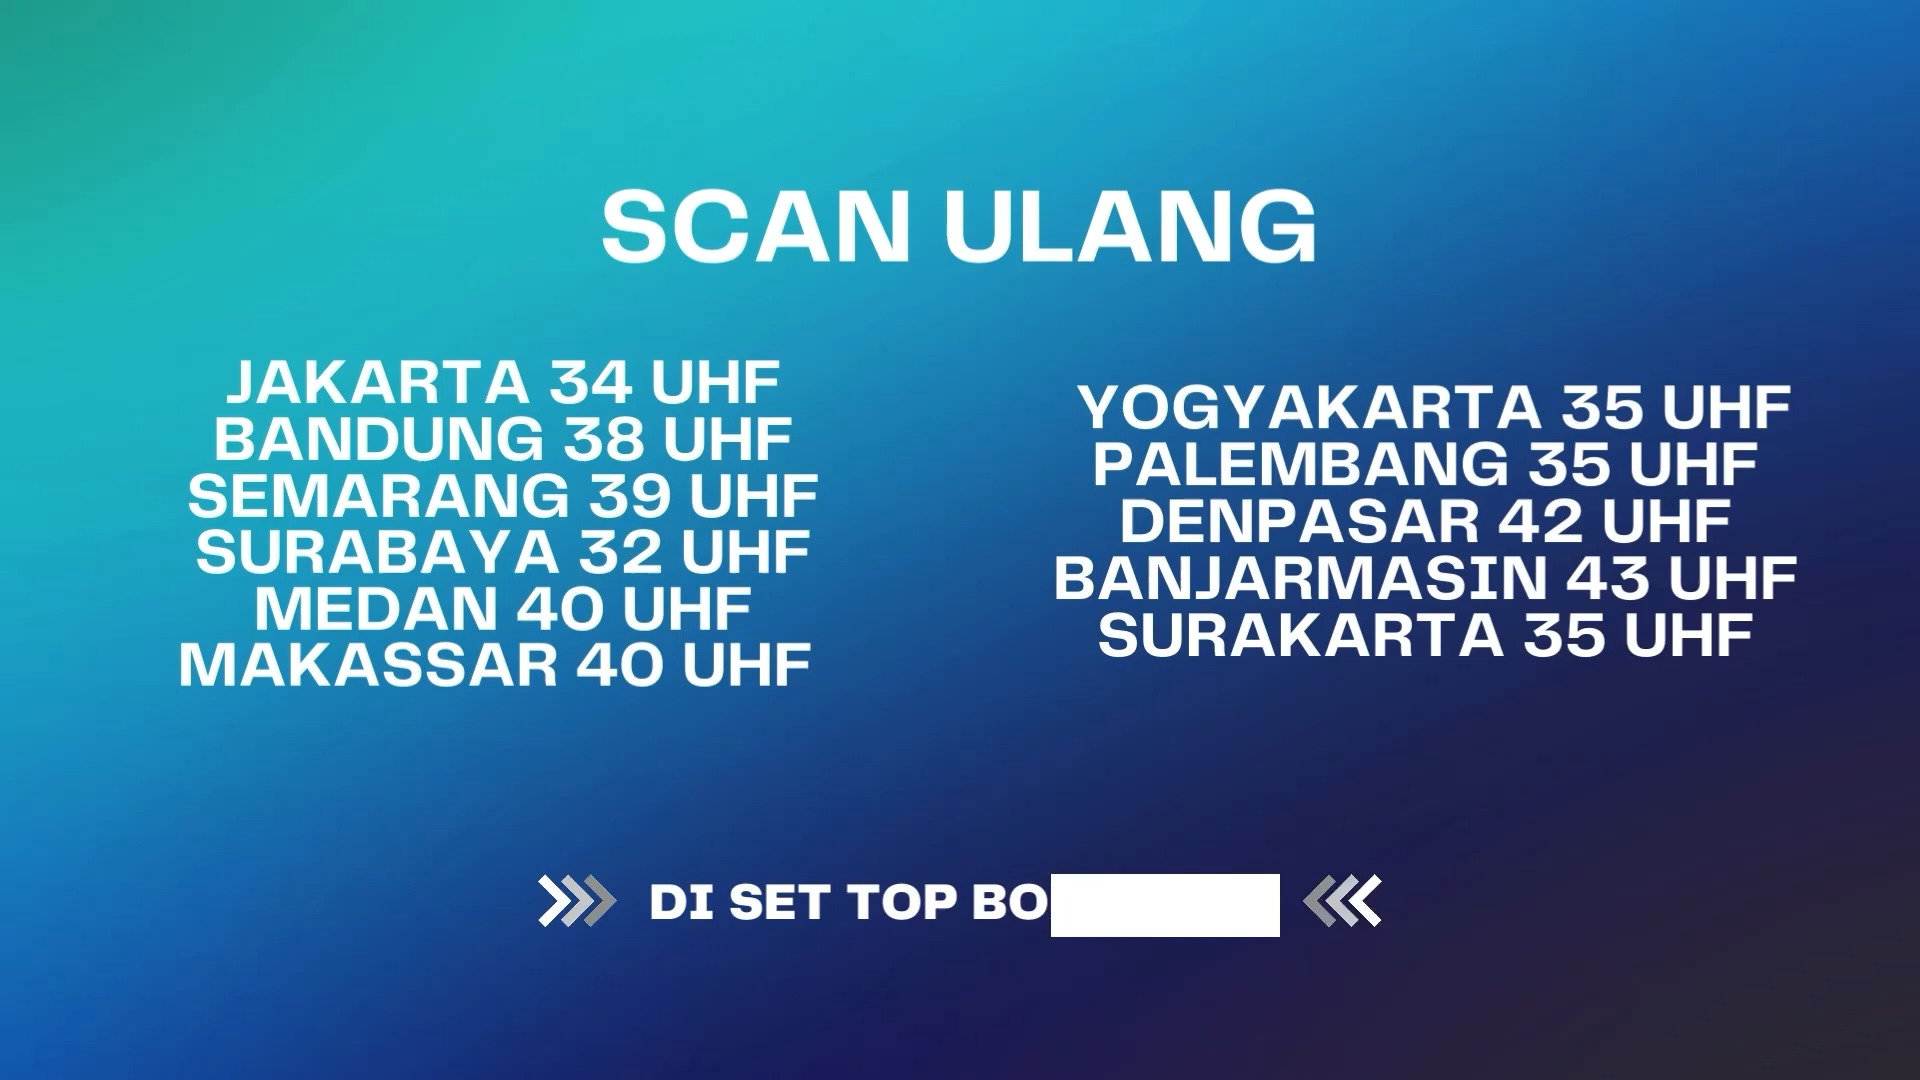 SCAN ULANG
JAKARTA 34 UHF
BANDUNG 38 UHF
SEMARANG 39 UHF
SURABAYA 32 UHF
MEDAN 40 UHF
MAKASSAR 40 UHF
YOGYAKARTA 35 UHF
PALEMBANG 35 UHF
DENPASAR 42 UHF
BANJARMASIN 43 UHF
SURAKARTA 35 UHF
DI SET TOP